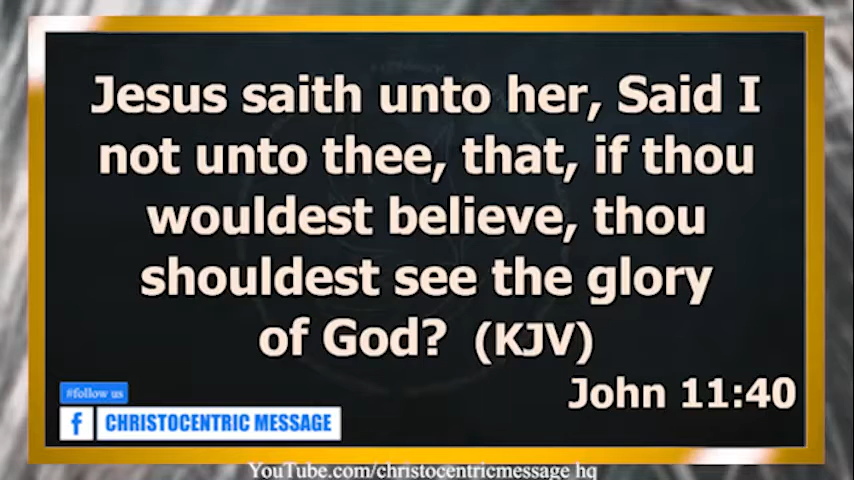 Jesus saith unto her, Said I
not unto thee, that, if thou
wouldest believe, thou
shouldest see the glory
of God? (KJV)
John 11:40
#follow us
f CHRISTOCENTRIC MESSAGE
YouTube.com/christocentricmessage hq